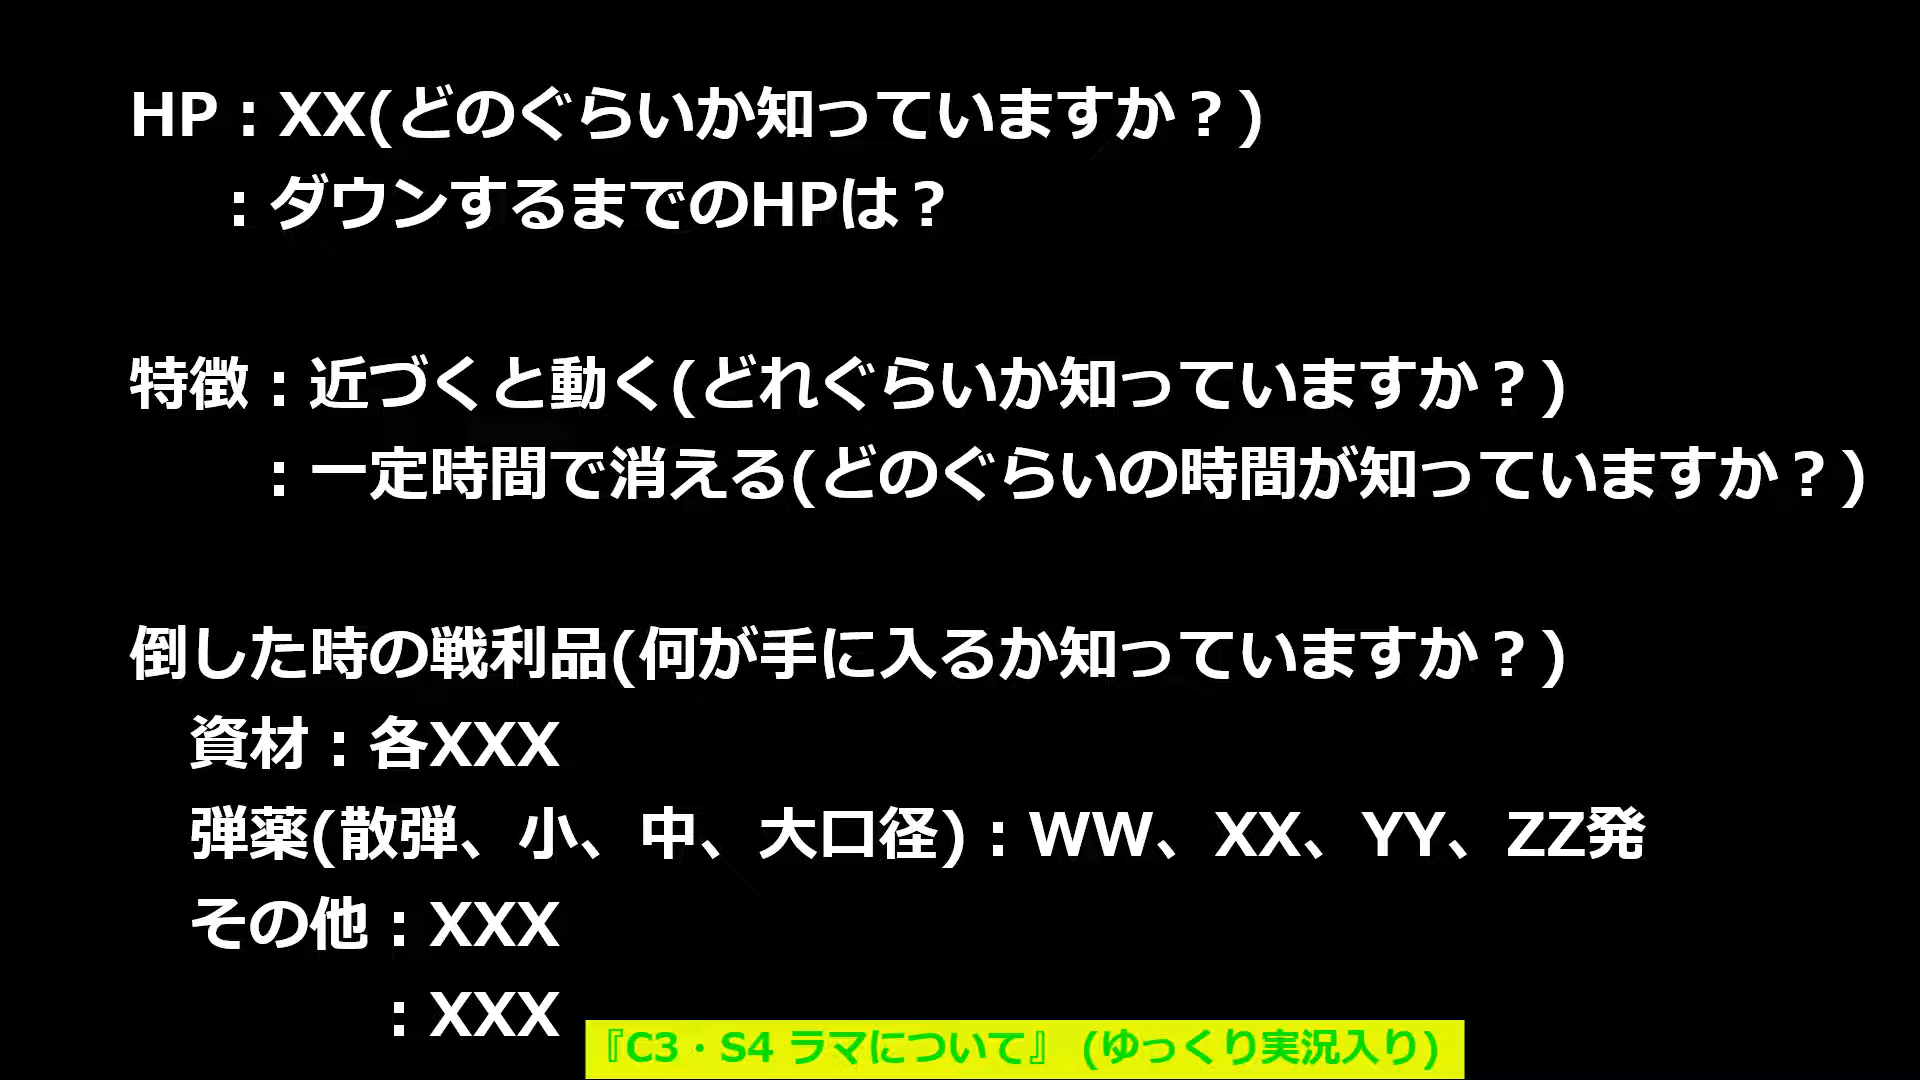 HP：XX(どのぐらいか知っていますか？)
：ダウンするまでのHPは？
特徴：近づくと動く(どれぐらいか知っていますか？)
：一定時間で消える(どのぐらいの時間が知っていますか？)
倒した時の戦利品(何が手に入るか知っていますか？)
資材：各XXX
弾薬(散弾、小、中、大口径)：WW、XX、YY、ZZ発
その他：XXX
：XXX
『C3・S4 ラマについて』 (ゆっくり実況入り)